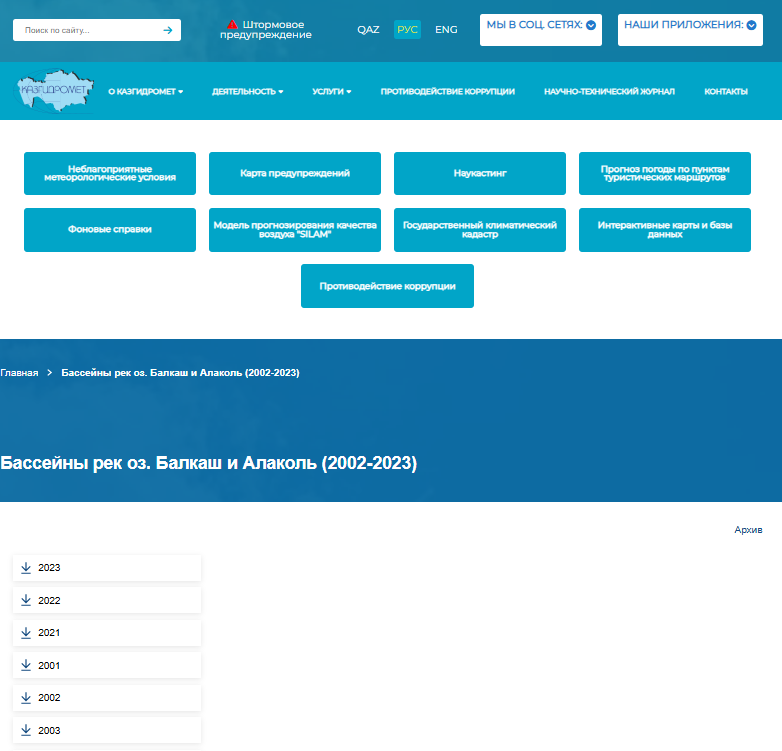 Поиск по сайту...
Штормовое
предупреждение
QAZ
РУС
ENG
МЫ В СОЦ. СЕТЯХ:
НАШИ ПРИЛОЖЕНИЯ:
КАЗГИДРОМЕТ
О КАЗГИДРОМЕТ
ДЕЯТЕЛЬНОСТЬ
УСЛУГИ
ПРОТИВОДЕЙСТВИЕ КОРРУПЦИИ
НАУЧНО-ТЕХНИЧЕСКИЙ ЖУРНАЛ
КОНТАКТЫ
Неблагоприятные
метеорологические условия
Карта предупреждений
Наукастинг
Прогноз погоды по пунктам
туристических маршрутов
Фоновые справки
Модель прогнозирования качества
воздуха "SILAM"
Государственный климатический
кадастр
Интерактивные карты и базы
данных
Противодействие коррупции
Главная
Бассейны рек оз. Балкаш и Алаколь (2002-2023)
Бассейны рек оз. Балкаш и Алаколь (2002-2023)
Архив
2023
2022
2021
2001
2002
2003